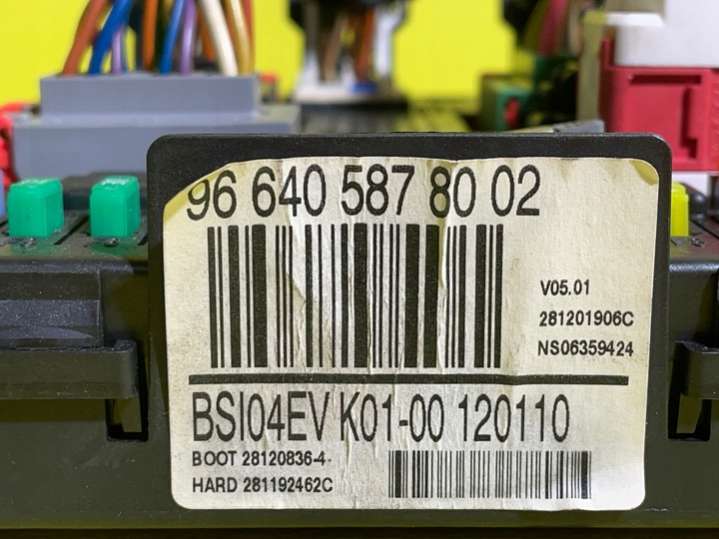 96 640 587 80 02
V05.01
281201906C
NS06359424
BSI04EV K01-00 120110
BOOT 28120836-4-
HARD 281192462C